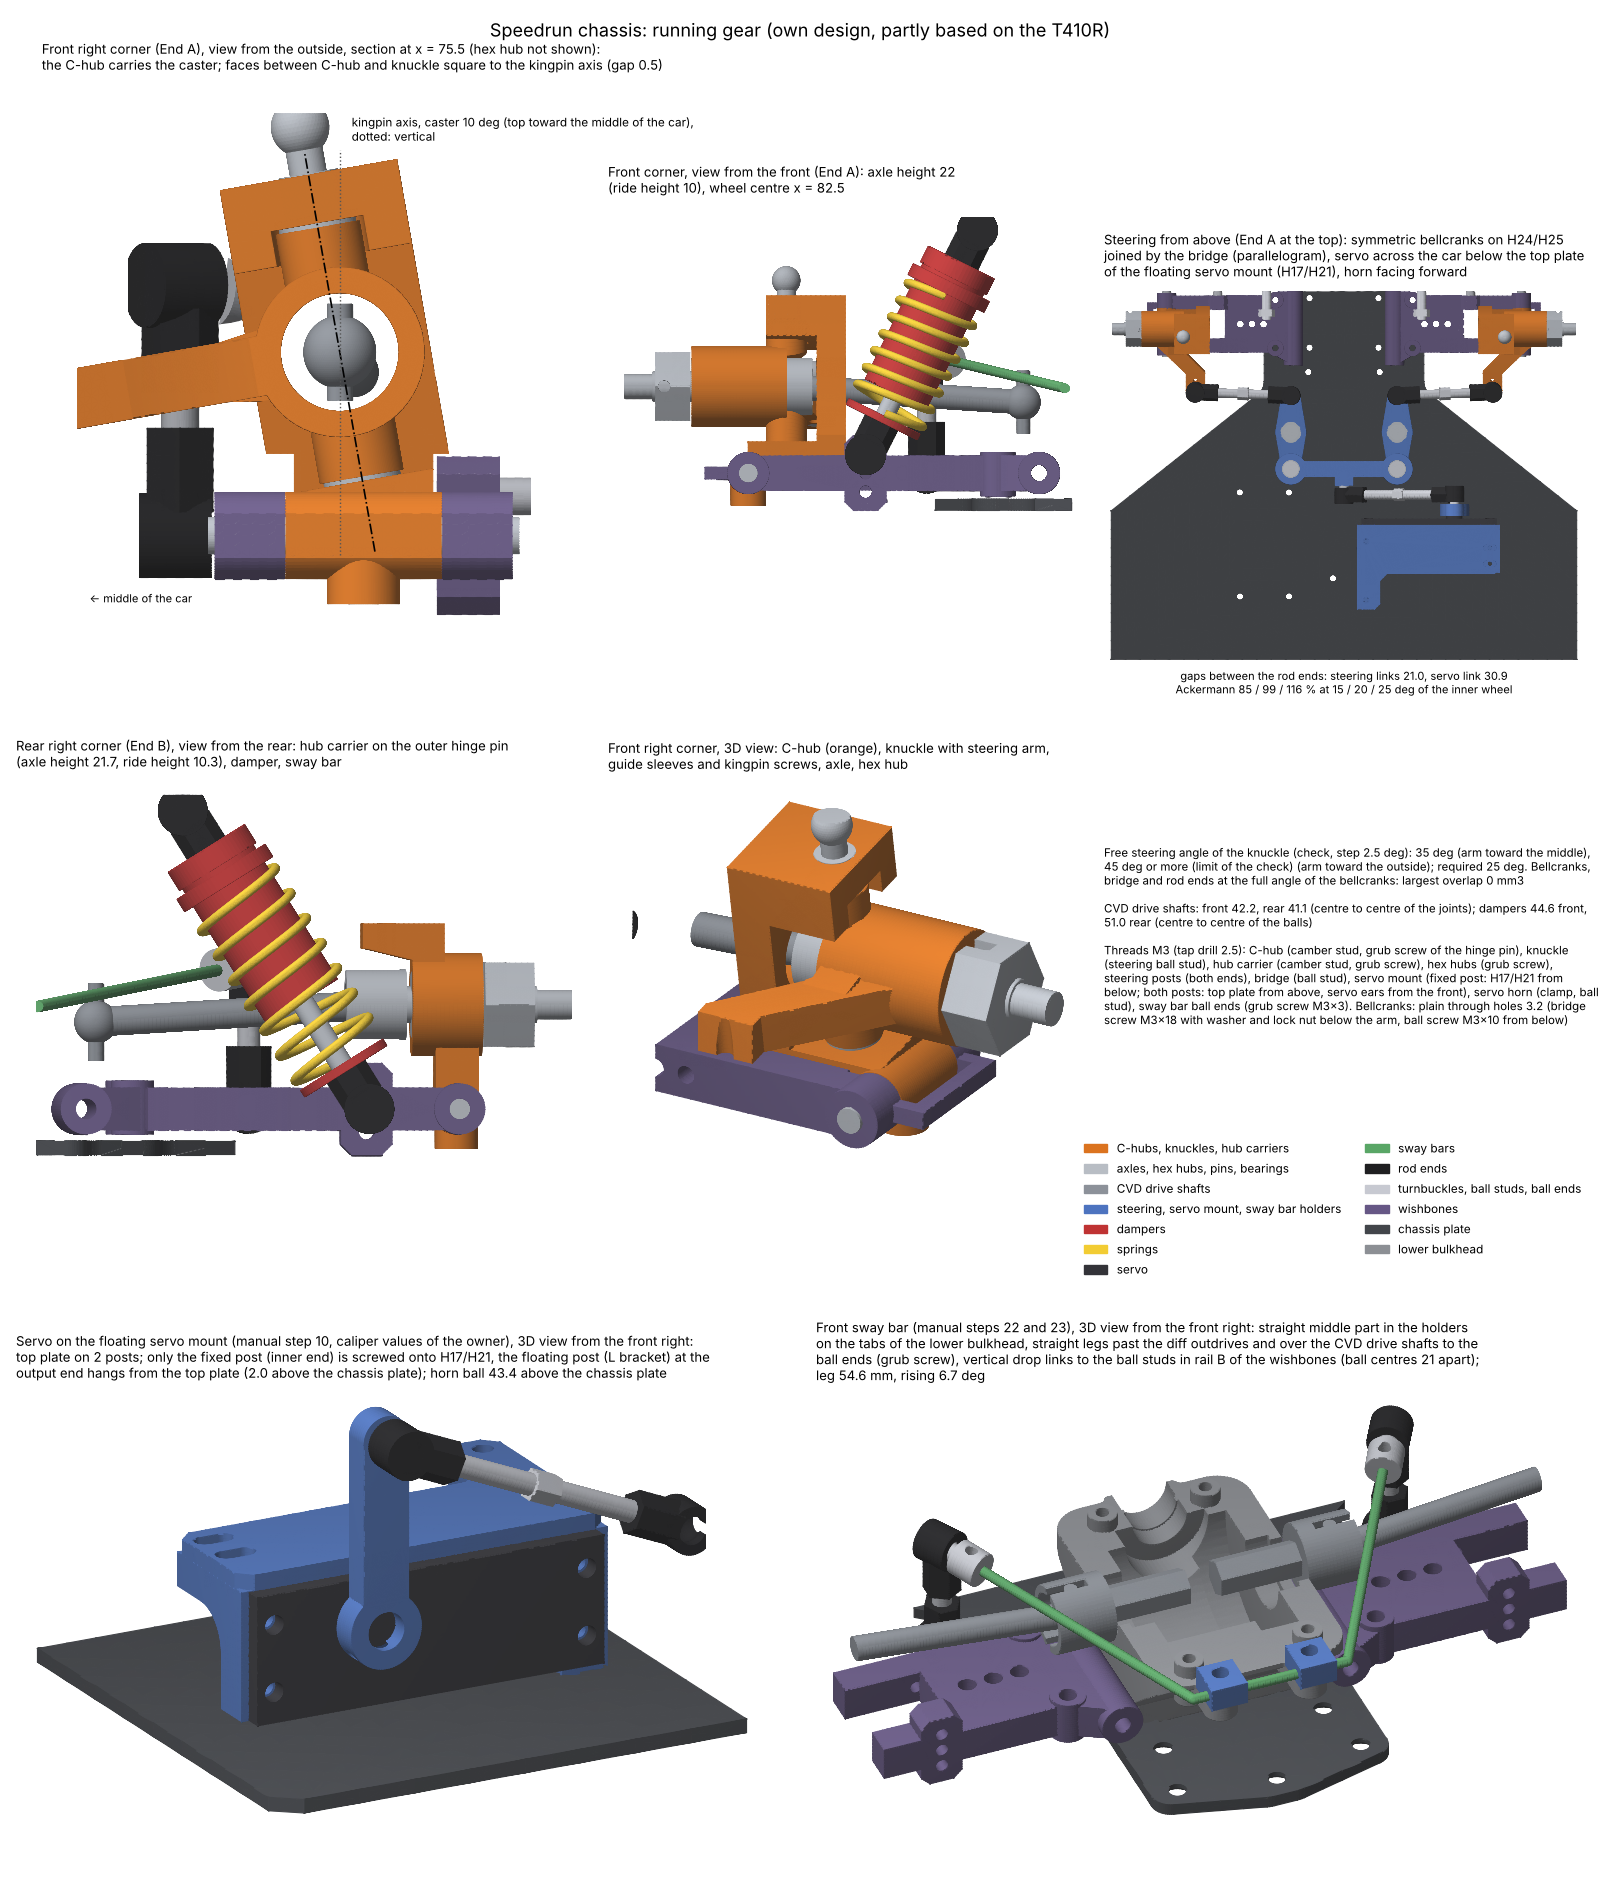 Speedrun chassis: running gear (own design, partly based on the T410R)
Front right corner (End A), view from the outside, section at x = 75.5 (hex hub not shown):
the C-hub carries the caster; faces between C-hub and knuckle square to the kingpin axis (gap 0.5)
kingpin axis, caster 10 deg (top toward the middle of the car),
dotted: vertical
← middle of the car
Front corner, view from the front (End A): axle height 22
(ride height 10), wheel centre x = 82.5
Steering from above (End A at the top): symmetric bellcranks on H24/H25
joined by the bridge (parallelogram), servo across the car below the top plate
of the floating servo mount (H17/H21), horn facing forward
gaps between the rod ends: steering links 21.0, servo link 30.9
Ackermann 85 / 99 / 116 % at 15 / 20 / 25 deg of the inner wheel
Rear right corner (End B), view from the rear: hub carrier on the outer hinge pin
(axle height 21.7, ride height 10.3), damper, sway bar
Front right corner, 3D view: C-hub (orange), knuckle with steering arm,
guide sleeves and kingpin screws, axle, hex hub
Free steering angle of the knuckle (check, step 2.5 deg): 35 deg (arm toward the middle),
45 deg or more (limit of the check) (arm toward the outside); required 25 deg. Bellcranks,
bridge and rod ends at the full angle of the bellcranks: largest overlap 0 mm3
CVD drive shafts: front 42.2, rear 41.1 (centre to centre of the joints); dampers 44.6 front,
51.0 rear (centre to centre of the balls)
Threads M3 (tap drill 2.5): C-hub (camber stud, grub screw of the hinge pin), knuckle
(steering ball stud), hub carrier (camber stud, grub screw), hex hubs (grub screw),
steering posts (both ends), bridge (ball stud), servo mount (fixed post: H17/H21 from
below; both posts: top plate from above, servo ears from the front), servo horn (clamp, ball
stud), sway bar ball ends (grub screw M3×3). Bellcranks: plain through holes 3.2 (bridge
screw M3×18 with washer and lock nut below the arm, ball screw M3×10 from below)
C-hubs, knuckles, hub carriers
axles, hex hubs, pins, bearings
CVD drive shafts
steering, servo mount, sway bar holders
dampers
springs
servo
sway bars
rod ends
turnbuckles, ball studs, ball ends
wishbones
chassis plate
lower bulkhead
Servo on the floating servo mount (manual step 10, caliper values of the owner), 3D view from the front right:
top plate on 2 posts; only the fixed post (inner end) is screwed onto H17/H21, the floating post (L bracket) at the
output end hangs from the top plate (2.0 above the chassis plate); horn ball 43.4 above the chassis plate
Front sway bar (manual steps 22 and 23), 3D view from the front right: straight middle part in the holders
on the tabs of the lower bulkhead, straight legs past the diff outdrives and over the CVD drive shafts to the
ball ends (grub screw), vertical drop links to the ball studs in rail B of the wishbones (ball centres 21 apart);
leg 54.6 mm, rising 6.7 deg